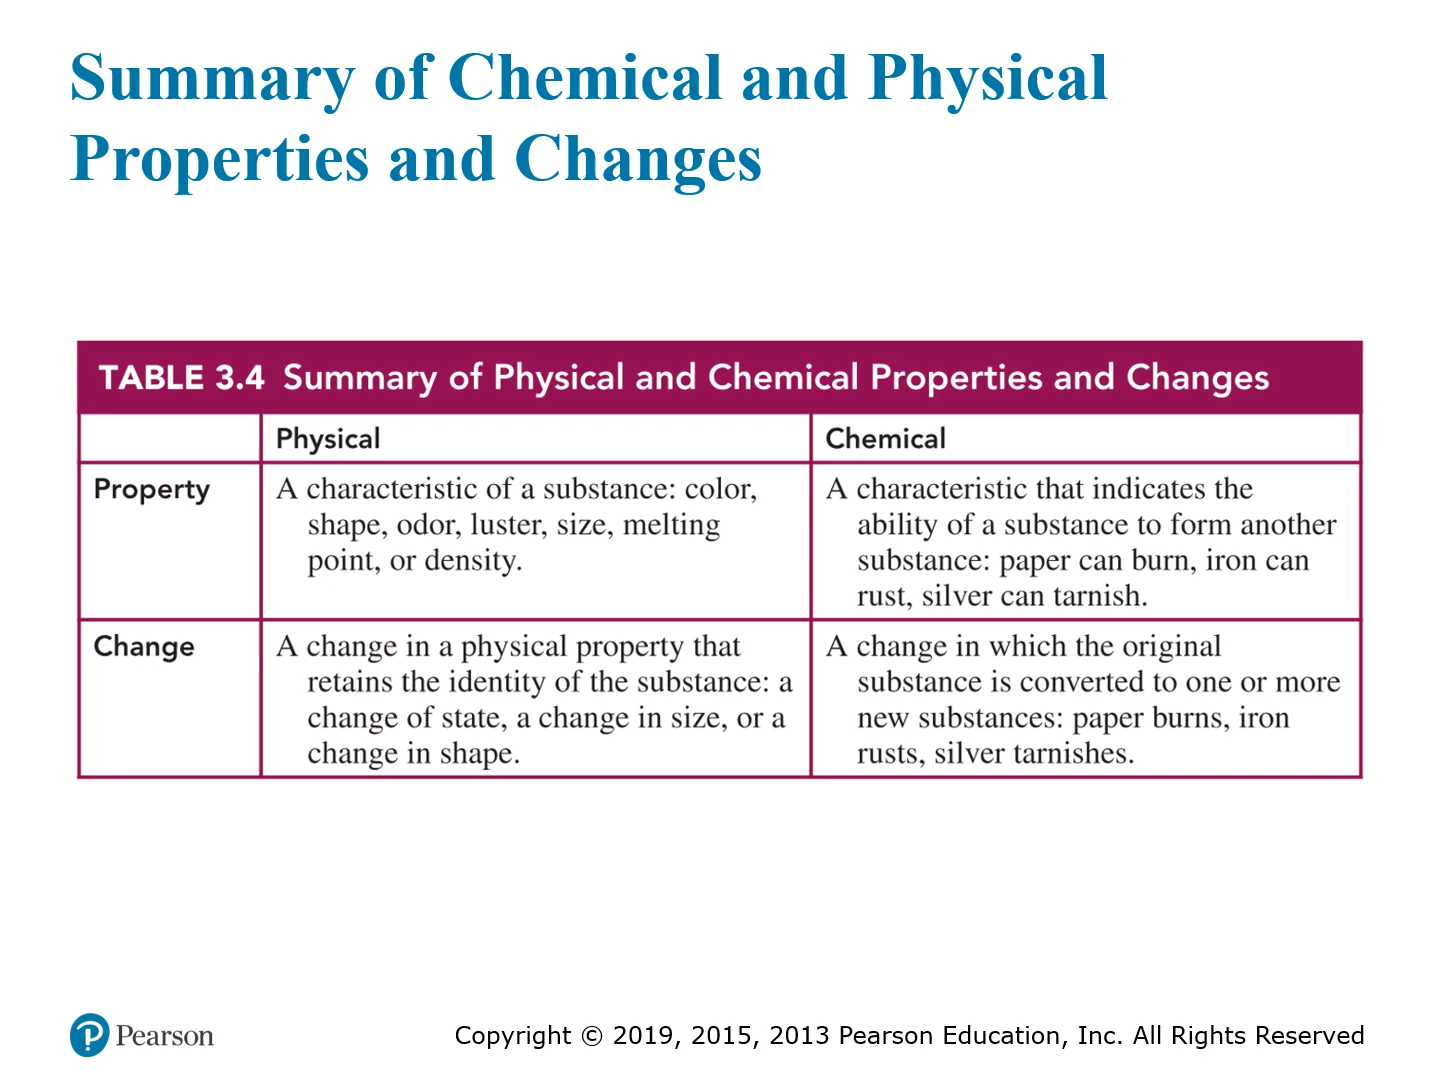 Summary of Chemical and Physical
Properties and Changes
TABLE 3.4 Summary of Physical and Chemical Properties and Changes
Physical
Chemical
Property
A characteristic of a substance: color,
shape, odor, luster, size, melting
point, or density.
A characteristic that indicates the
ability of a substance to form another
substance: paper can burn, iron can
rust, silver can tarnish.
Change
A change in a physical property that
retains the identity of the substance: a
change of state, a change in size, or a
change in shape.
A change in which the original
substance is converted to one or more
new substances: paper burns, iron
rusts, silver tarnishes.
Pearson
Copyright © 2019, 2015, 2013 Pearson Education, Inc. All Rights Reserved